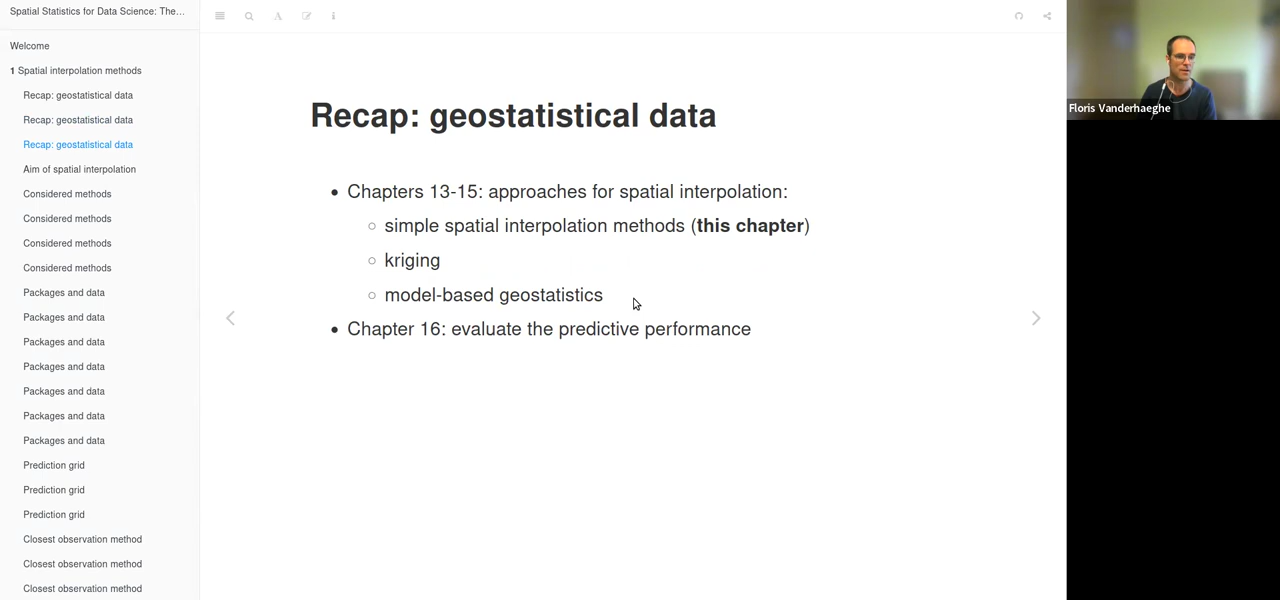 Spatial Statistics for Data Science: The...
Welcome
1 Spatial interpolation methods
Recap: geostatistical data
Recap: geostatistical data
Recap: geostatistical data
Aim of spatial interpolation
Considered methods
Considered methods
Considered methods
Considered methods
Packages and data
Packages and data
Packages and data
Packages and data
Packages and data
Packages and data
Packages and data
Prediction grid
Prediction grid
Prediction grid
Closest observation method
Closest observation method
Closest observation method
A
i
Recap: geostatistical data
• Chapters 13-15: approaches for spatial interpolation:
○ simple spatial interpolation methods (this chapter)
○ kriging
○ model-based geostatistics
• Chapter 16: evaluate the predictive performance
Floris Vanderhaeghe